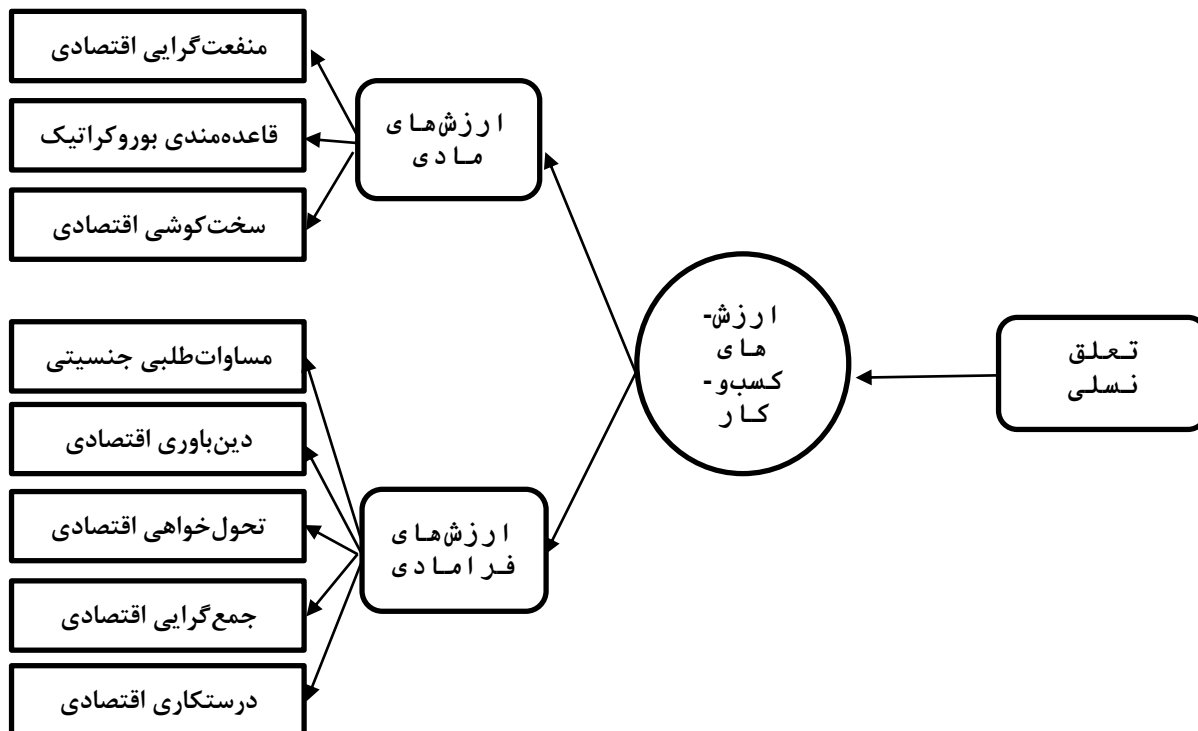 تعلق
نسلی
ارزش-
های
کسب‌و-
کار
ارزش‌های
مادی
منفعت‌گرایی اقتصادی
قاعده‌مندی بوروکراتیک
سخت‌کوشی اقتصادی
ارزش‌های
فرامادی
مساوات‌طلبی جنسیتی
دین‌باوری اقتصادی
تحول‌خواهی اقتصادی
جمع‌گرایی اقتصادی
درستکاری اقتصادی